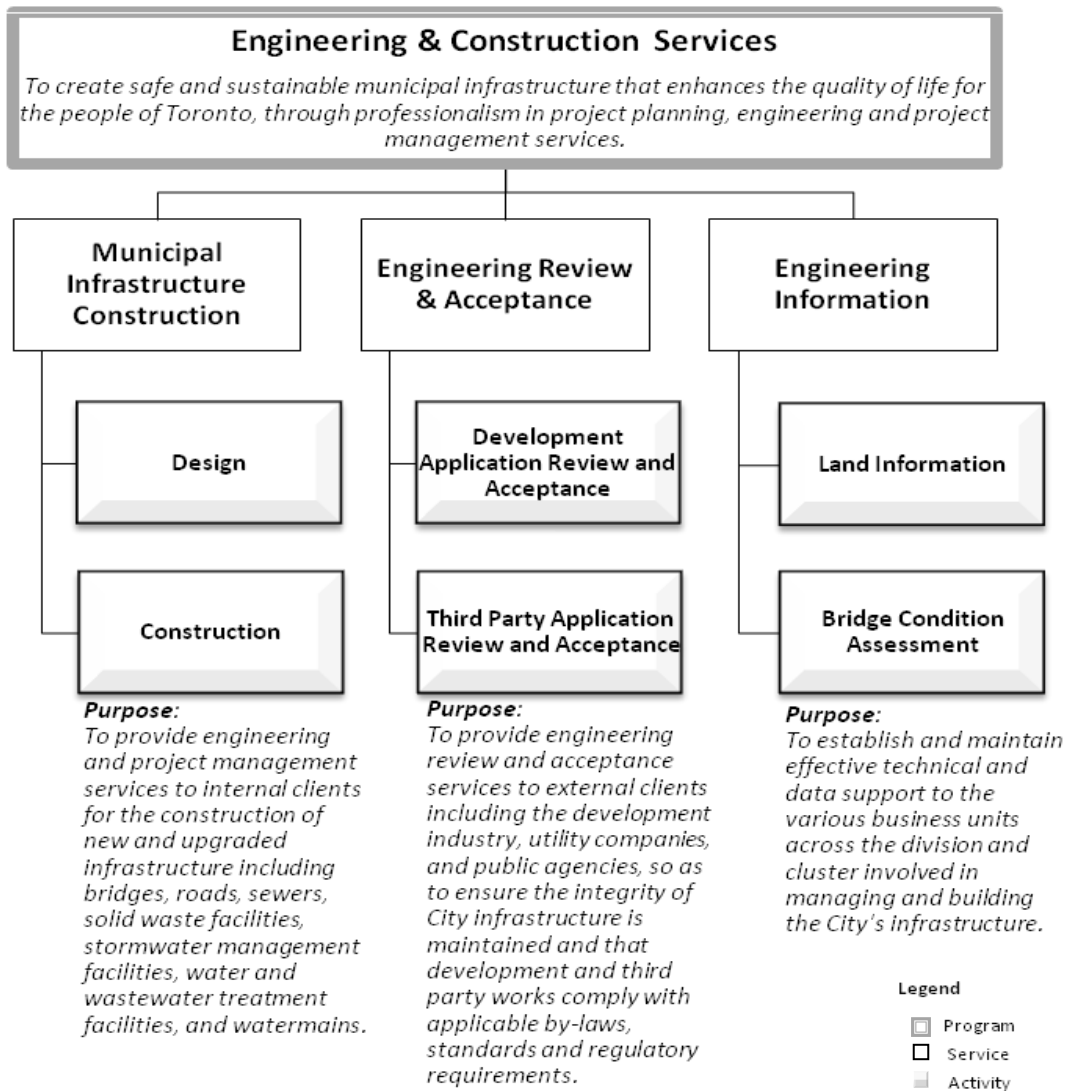 Engineering & Construction Services
To create safe and sustainable municipal infrastructure that enhances the quality of life for
the people of Toronto, through professionalism in project planning, engineering and project
management services.
Municipal
Infrastructure
Construction
Engineering Review
& Acceptance
Engineering
Information
Design
Development
Application Review and
Acceptance
Land Information
Construction
Third Party Application
Review and Acceptance
Bridge Condition
Assessment
Purpose:
To provide engineering
and project management
services to internal clients
for the construction of
new and upgraded
infrastructure including
bridges, roads, sewers,
solid waste facilities,
stormwater management
facilities, water and
wastewater treatment
facilities, and watermains.
Purpose:
To provide engineering
review and acceptance
services to external clients
including the development
industry, utility companies,
and public agencies, so as
to ensure the integrity of
City infrastructure is
maintained and that
development and third
party works comply with
applicable by-laws,
standards and regulatory
requirements.
Purpose:
To establish and maintain
effective technical and
data support to the
various business units
across the division and
cluster involved in
managing and building
the City's infrastructure.
Legend
Program
Service
Activity